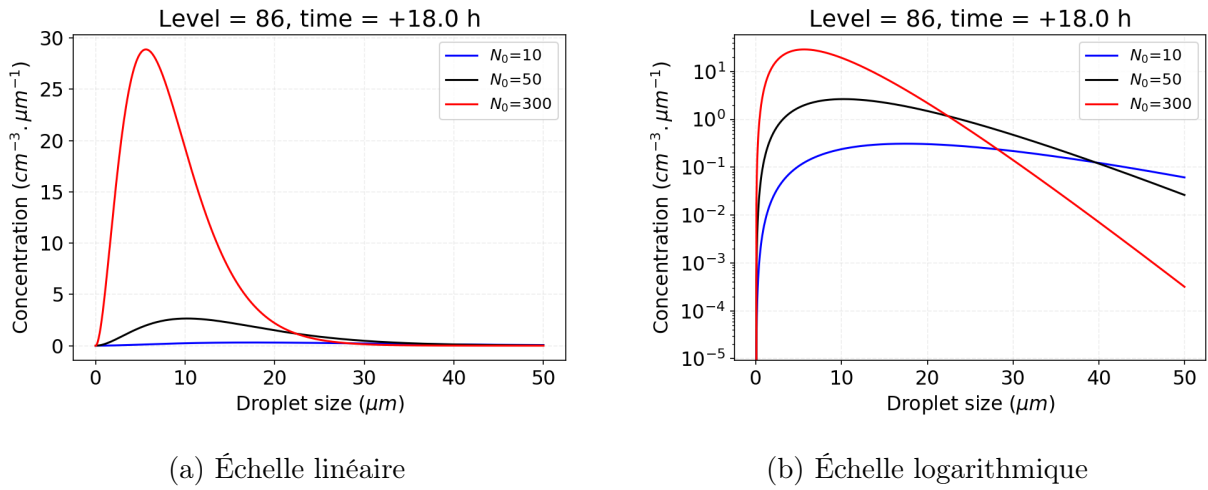 Level = 86, time = +18.0 h
Concentration (cm⁻³. μm⁻¹)
30
25
20
15
10
5
0
N₀=10
N₀=50
N₀=300
0 10 20 30 40 50
Droplet size (μm)
(a) Échelle linéaire
Level = 86, time = +18.0 h
Concentration (cm⁻³. μm⁻¹)
10¹
10⁰
10⁻¹
10⁻²
10⁻³
10⁻⁴
10⁻⁵
N₀=10
N₀=50
N₀=300
0 10 20 30 40 50
Droplet size (μm)
(b) Échelle logarithmique